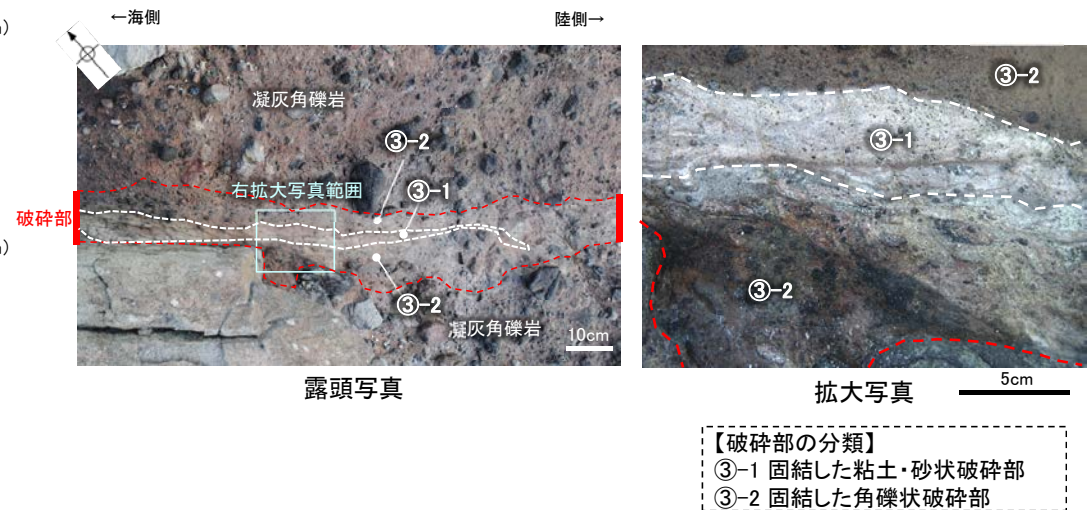 ←海側
陸側→
)
凝灰角礫岩
③-2
③-1
右拡大写真範囲
破砕部
)
③-2
凝灰角礫岩
10cm
露頭写真
③-2
③-1
③-2
拡大写真
5cm
【破砕部の分類】
③-1 固結した粘土・砂状破砕部
③-2 固結した角礫状破砕部